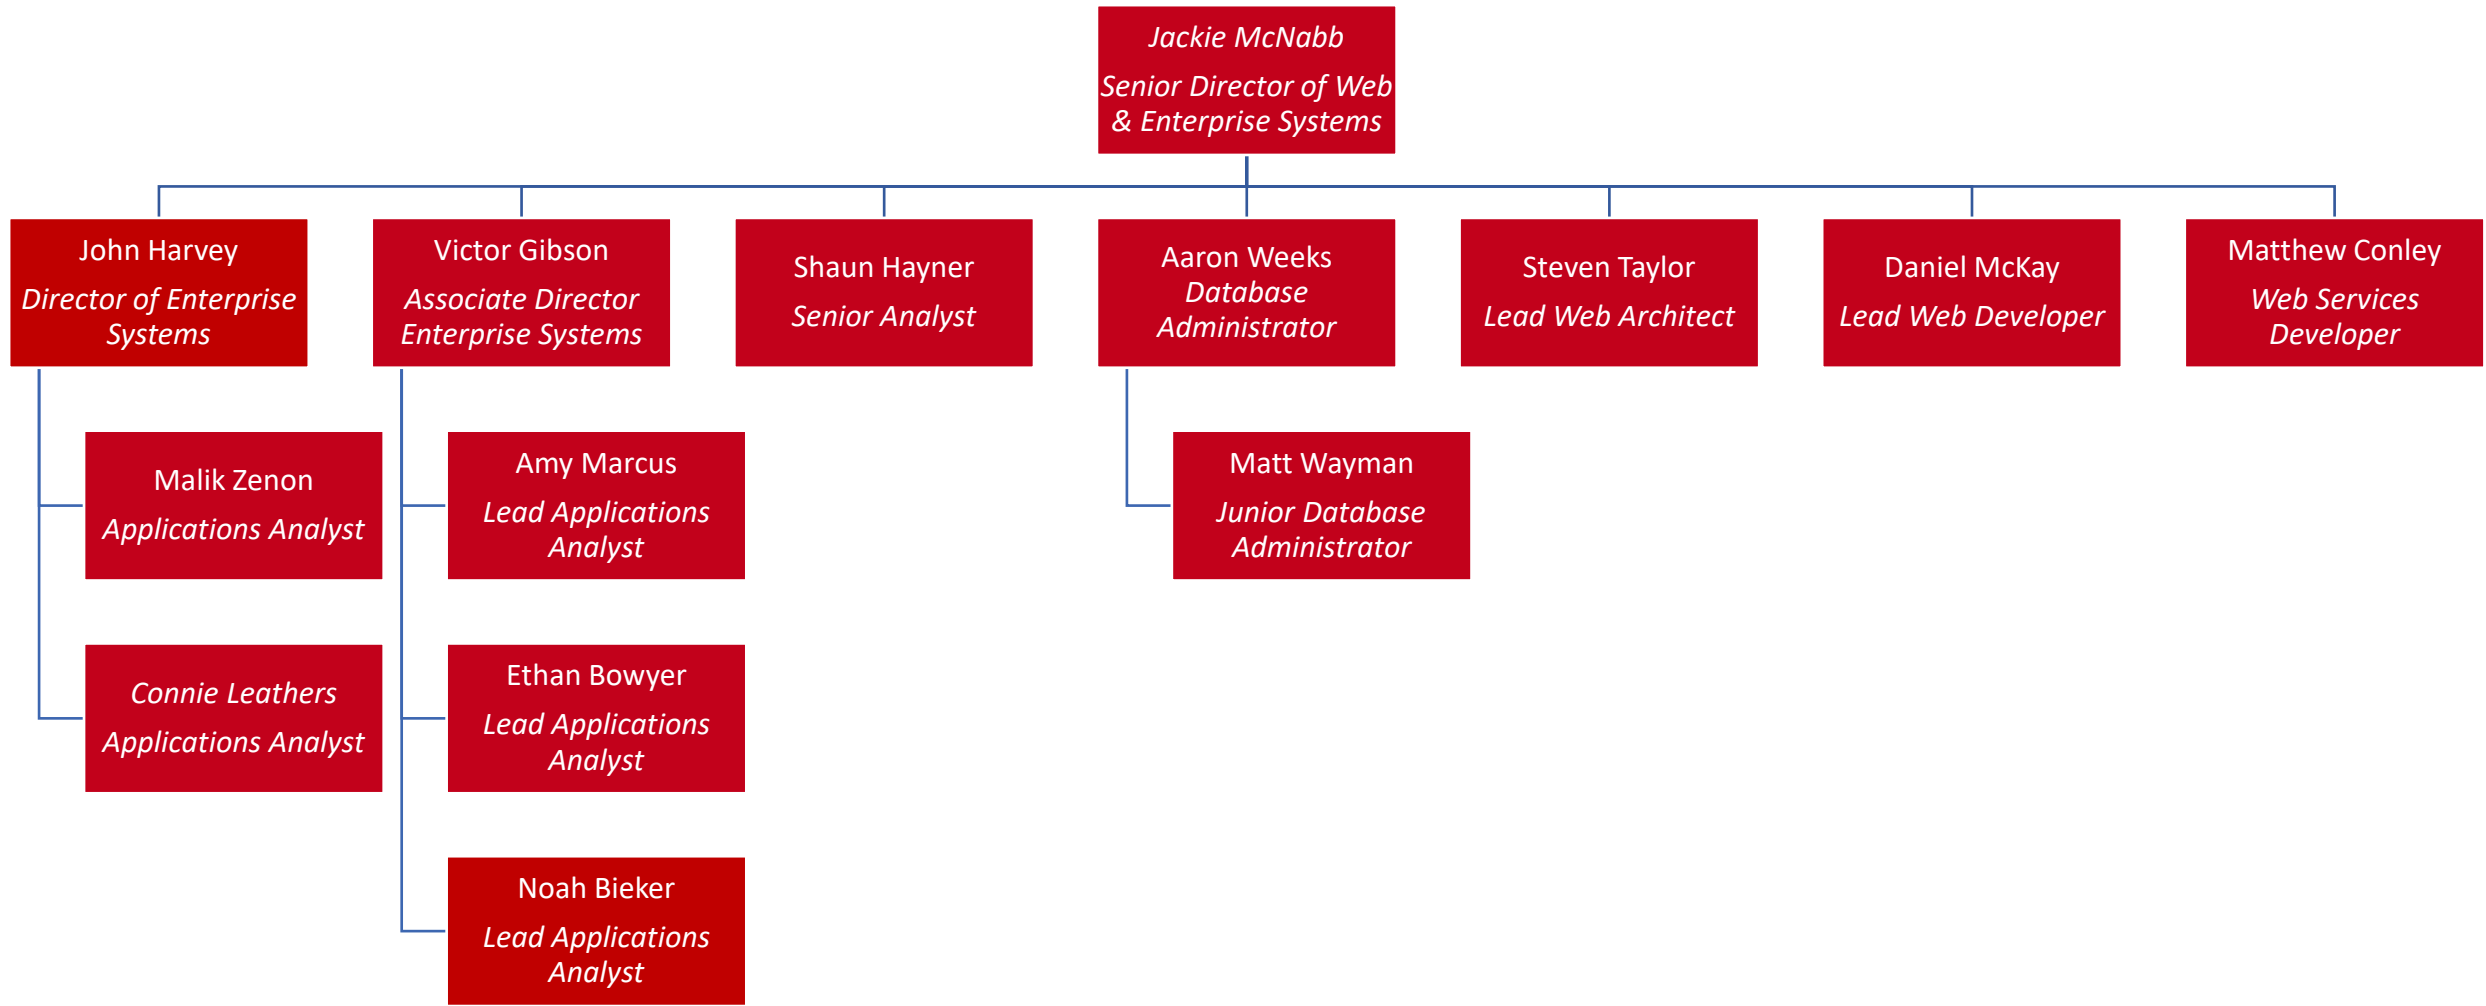 Jackie McNabb
Senior Director of Web
& Enterprise Systems
John Harvey
Director of Enterprise
Systems
Victor Gibson
Associate Director
Enterprise Systems
Shaun Hayner
Senior Analyst
Aaron Weeks
Database
Administrator
Steven Taylor
Lead Web Architect
Daniel McKay
Lead Web Developer
Matthew Conley
Web Services
Developer
Malik Zenon
Applications Analyst
Connie Leathers
Applications Analyst
Amy Marcus
Lead Applications
Analyst
Ethan Bowyer
Lead Applications
Analyst
Noah Bieker
Lead Applications
Analyst
Matt Wayman
Junior Database
Administrator